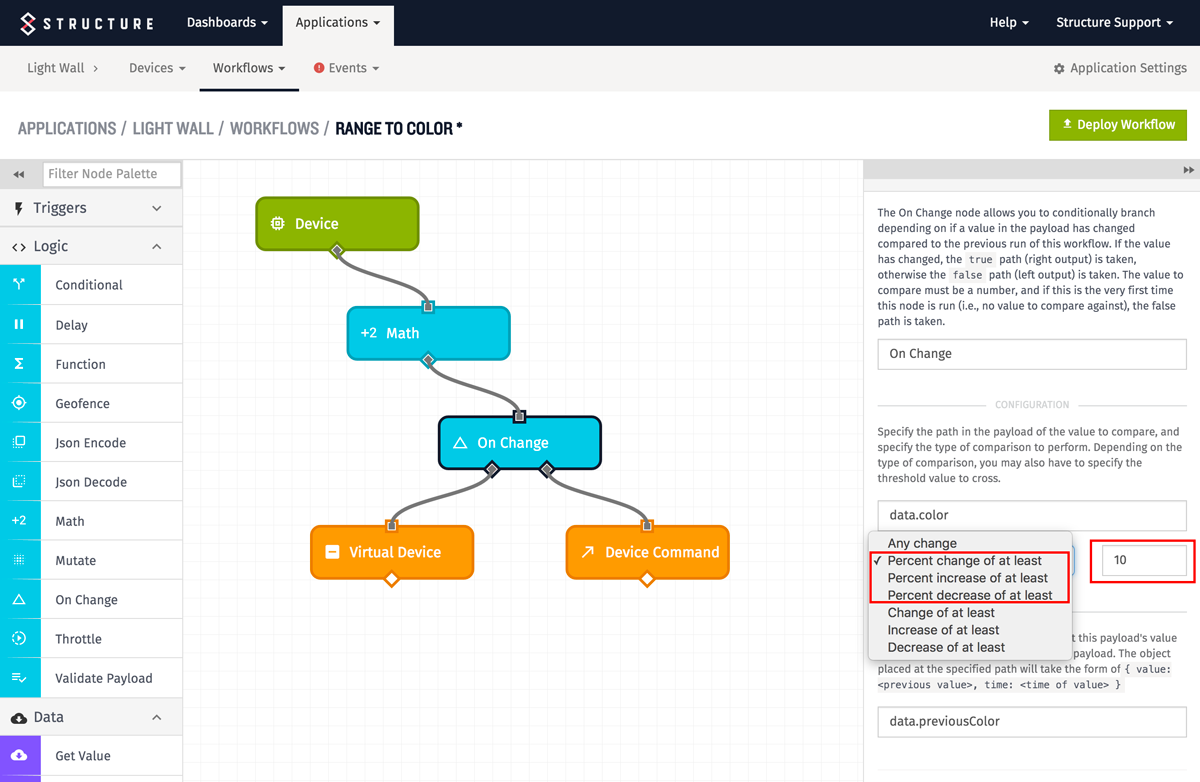 STRUCTURE
Dashboards
Applications
Help
Structure Support
Light Wall
Devices
Workflows
Events
Application Settings
APPLICATIONS / LIGHT WALL / WORKFLOWS / RANGE TO COLOR *
Deploy Workflow
Filter Node Palette
Triggers
Logic
Conditional
Delay
Function
Geofence
Json Encode
Json Decode
+2 Math
Mutate
On Change
Throttle
Validate Payload
Data
Get Value
Device
+2 Math
On Change
Virtual Device
Device Command
The On Change node allows you to conditionally branch
depending on if a value in the payload has changed
compared to the previous run of this workflow. If the value
has changed, the true path (right output) is taken,
otherwise the false path (left output) is taken. The value to
compare must be a number, and if this is the very first time
this node is run (i.e., no value to compare against), the false
path is taken.
On Change
CONFIGURATION
Specify the path in the payload of the value to compare, and
specify the type of comparison to perform. Depending on the
type of comparison, you may also have to specify the
threshold value to cross.
data.color
Any change
✓ Percent change of at least
Percent increase of at least
Percent decrease of at least
Change of at least
Increase of at least
Decrease of at least
10
t this payload's value
payload. The object
placed at the specified path will take the form of { value:
<previous value>, time: <time of value> }
data.previousColor